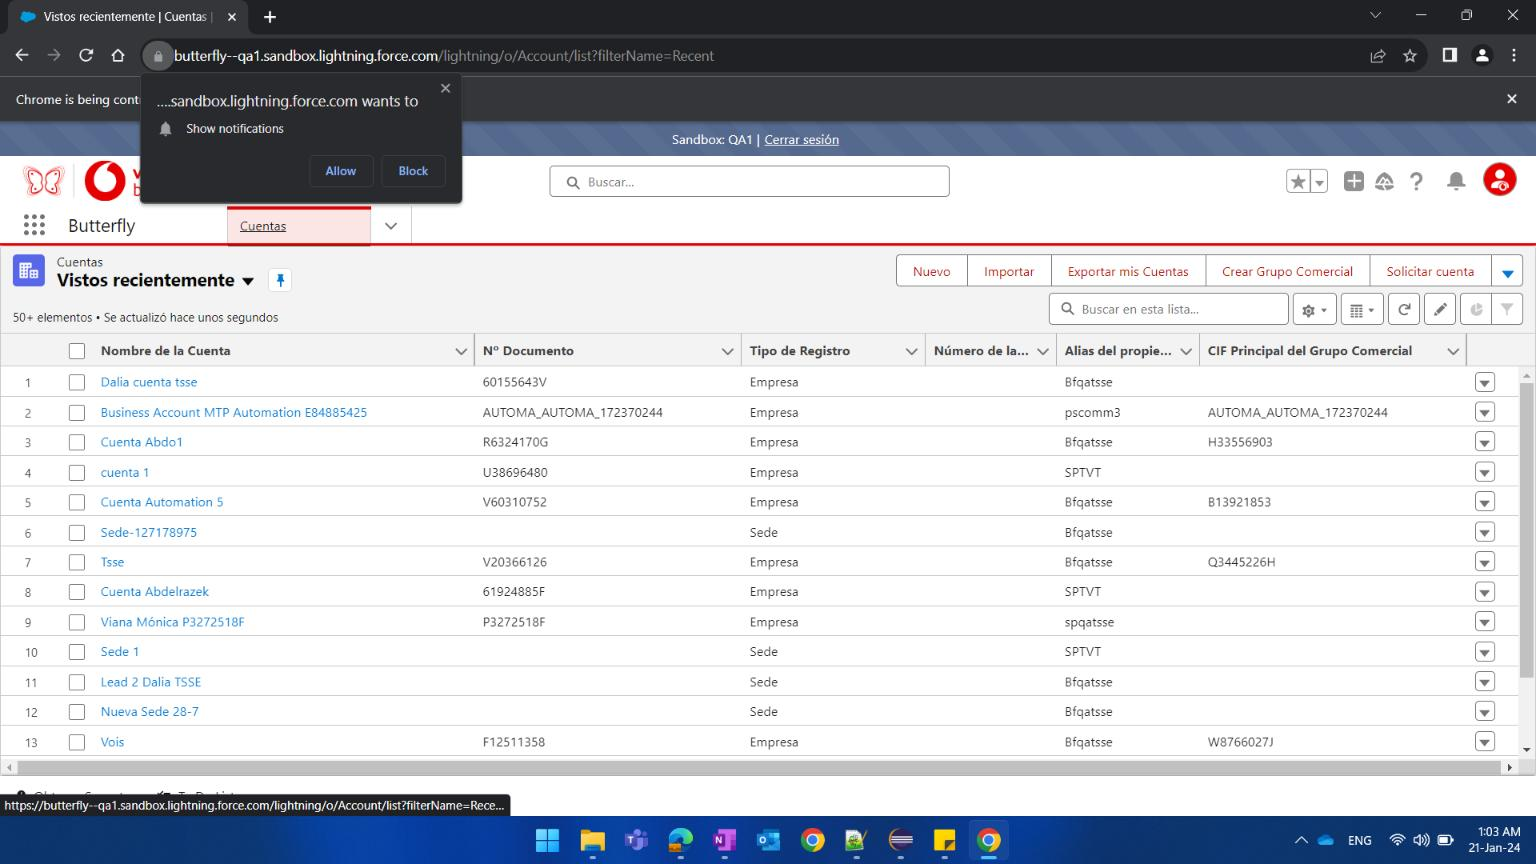 Vistos recientemente | Cuentas |
butterfly--qa1.sandbox.lightning.force.com/lightning/o/Account/list?filterName=Recent
Chrome is being cont
....sandbox.lightning.force.com wants to
Show notifications
Allow
Block
Sandbox: QA1 | Cerrar sesión
Buscar...
Butterfly
Cuentas
Cuentas
Vistos recientemente
Nuevo
Importar
Exportar mis Cuentas
Crear Grupo Comercial
Solicitar cuenta
50+ elementos • Se actualizó hace unos segundos
Buscar en esta lista...
Nombre de la Cuenta Nº Documento Tipo de Registro Número de la... Alias del propie... CIF Principal del Grupo Comercial
1 Dalia cuenta tsse 60155643V Empresa Bfqatsse
2 Business Account MTP Automation E84885425 AUTOMA_AUTOMA_172370244 Empresa pscomm3 AUTOMA_AUTOMA_172370244
3 Cuenta Abdo1 R6324170G Empresa Bfqatsse H33556903
4 cuenta 1 U38696480 Empresa SPTVT
5 Cuenta Automation 5 V60310752 Empresa Bfqatsse B13921853
6 Sede-127178975 Sede Bfqatsse
7 Tsse V20366126 Empresa Bfqatsse Q3445226H
8 Cuenta Abdelrazek 61924885F Empresa SPTVT
9 Viana Mónica P3272518F P3272518F Empresa spqatsse
10 Sede 1 Sede SPTVT
11 Lead 2 Dalia TSSE Sede Bfqatsse
12 Nueva Sede 28-7 Sede Bfqatsse
13 Vois F12511358 Empresa Bfqatsse W8766027J
https://butterfly--qa1.sandbox.lightning.force.com/lightning/o/Account/list?filterName=Rece...
ENG
1:03 AM
21-Jan-24